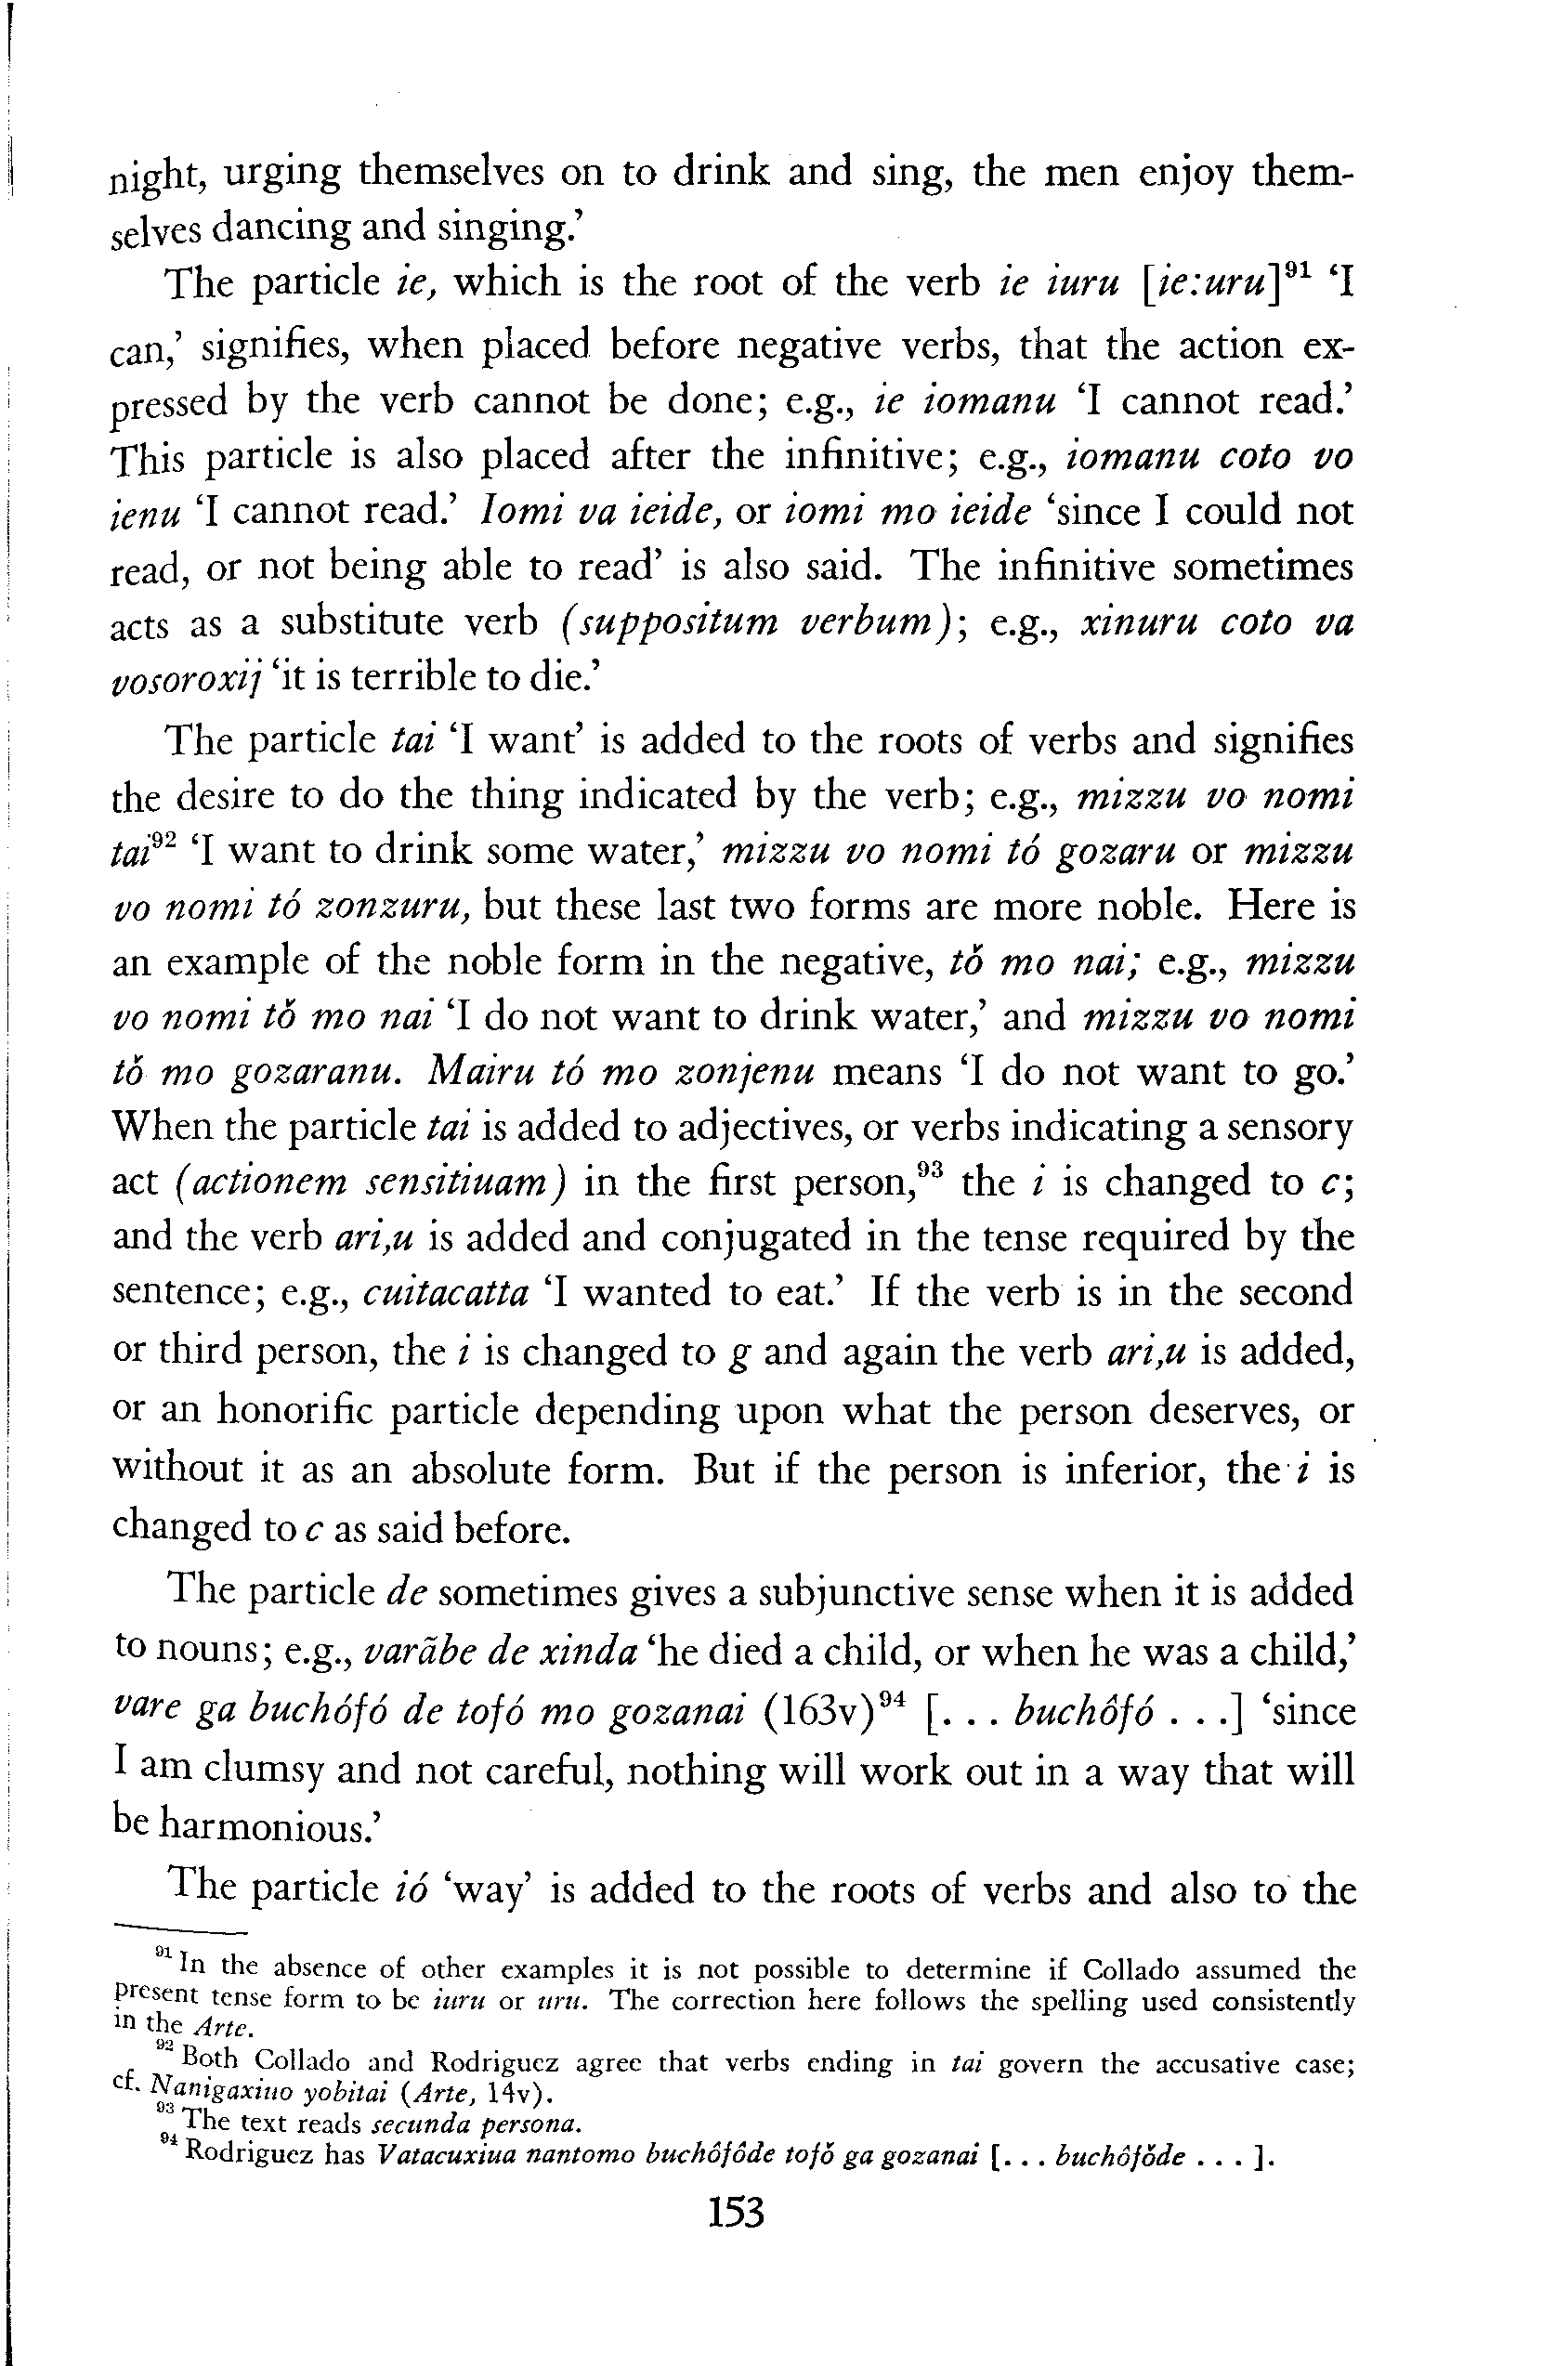 night, urging themselves on to drink and sing, the men enjoy them-
selves dancing and singing.’
The particle ie, which is the root of the verb ie iuru [ie:uru]⁹¹ ‘I
can,’ signifies, when placed before negative verbs, that the action ex-
pressed by the verb cannot be done; e.g., ie iomanu ‘I cannot read.’
This particle is also placed after the infinitive; e.g., iomanu coto vo
ienu ‘I cannot read.’ Iomi va ieide, or iomi mo ieide ‘since I could not
read, or not being able to read’ is also said. The infinitive sometimes
acts as a substitute verb (suppositum verbum); e.g., xinuru coto va
vosoroxij ‘it is terrible to die.’
The particle tai ‘I want’ is added to the roots of verbs and signifies
the desire to do the thing indicated by the verb; e.g., mizzu vo nomi
tai⁹² ‘I want to drink some water,’ mizzu vo nomi tó gozaru or mizzu
vo nomi tó zonzuru, but these last two forms are more noble. Here is
an example of the noble form in the negative, tǒ mo nai; e.g., mizzu
vo nomi tǒ mo nai ‘I do not want to drink water,’ and mizzu vo nomi
tǒ mo gozaranu. Mairu tó mo zonjenu means ‘I do not want to go.’
When the particle tai is added to adjectives, or verbs indicating a sensory
act (actionem sensitiuam) in the first person,⁹³ the i is changed to c;
and the verb ari,u is added and conjugated in the tense required by the
sentence; e.g., cuitacatta ‘I wanted to eat.’ If the verb is in the second
or third person, the i is changed to g and again the verb ari,u is added,
or an honorific particle depending upon what the person deserves, or
without it as an absolute form. But if the person is inferior, the i is
changed to c as said before.
The particle de sometimes gives a subjunctive sense when it is added
to nouns; e.g., varãbe de xinda ‘he died a child, or when he was a child,’
vare ga buchófó de tofó mo gozanai (163v)⁹⁴ [. . . buchôfó . . .] ‘since
I am clumsy and not careful, nothing will work out in a way that will
be harmonious.’
The particle ió ‘way’ is added to the roots of verbs and also to the
⁹¹ In the absence of other examples it is not possible to determine if Collado assumed the
present tense form to be iuru or uru. The correction here follows the spelling used consistently
in the Arte.
⁹² Both Collado and Rodriguez agree that verbs ending in tai govern the accusative case;
cf. Nanigaxiuo yobitai (Arte, 14v).
⁹³ The text reads secunda persona.
⁹⁴ Rodriguez has Vatacuxiua nantomo buchôfôde tofǒ ga gozanai [. . . buchôfǒde . . . ].
153